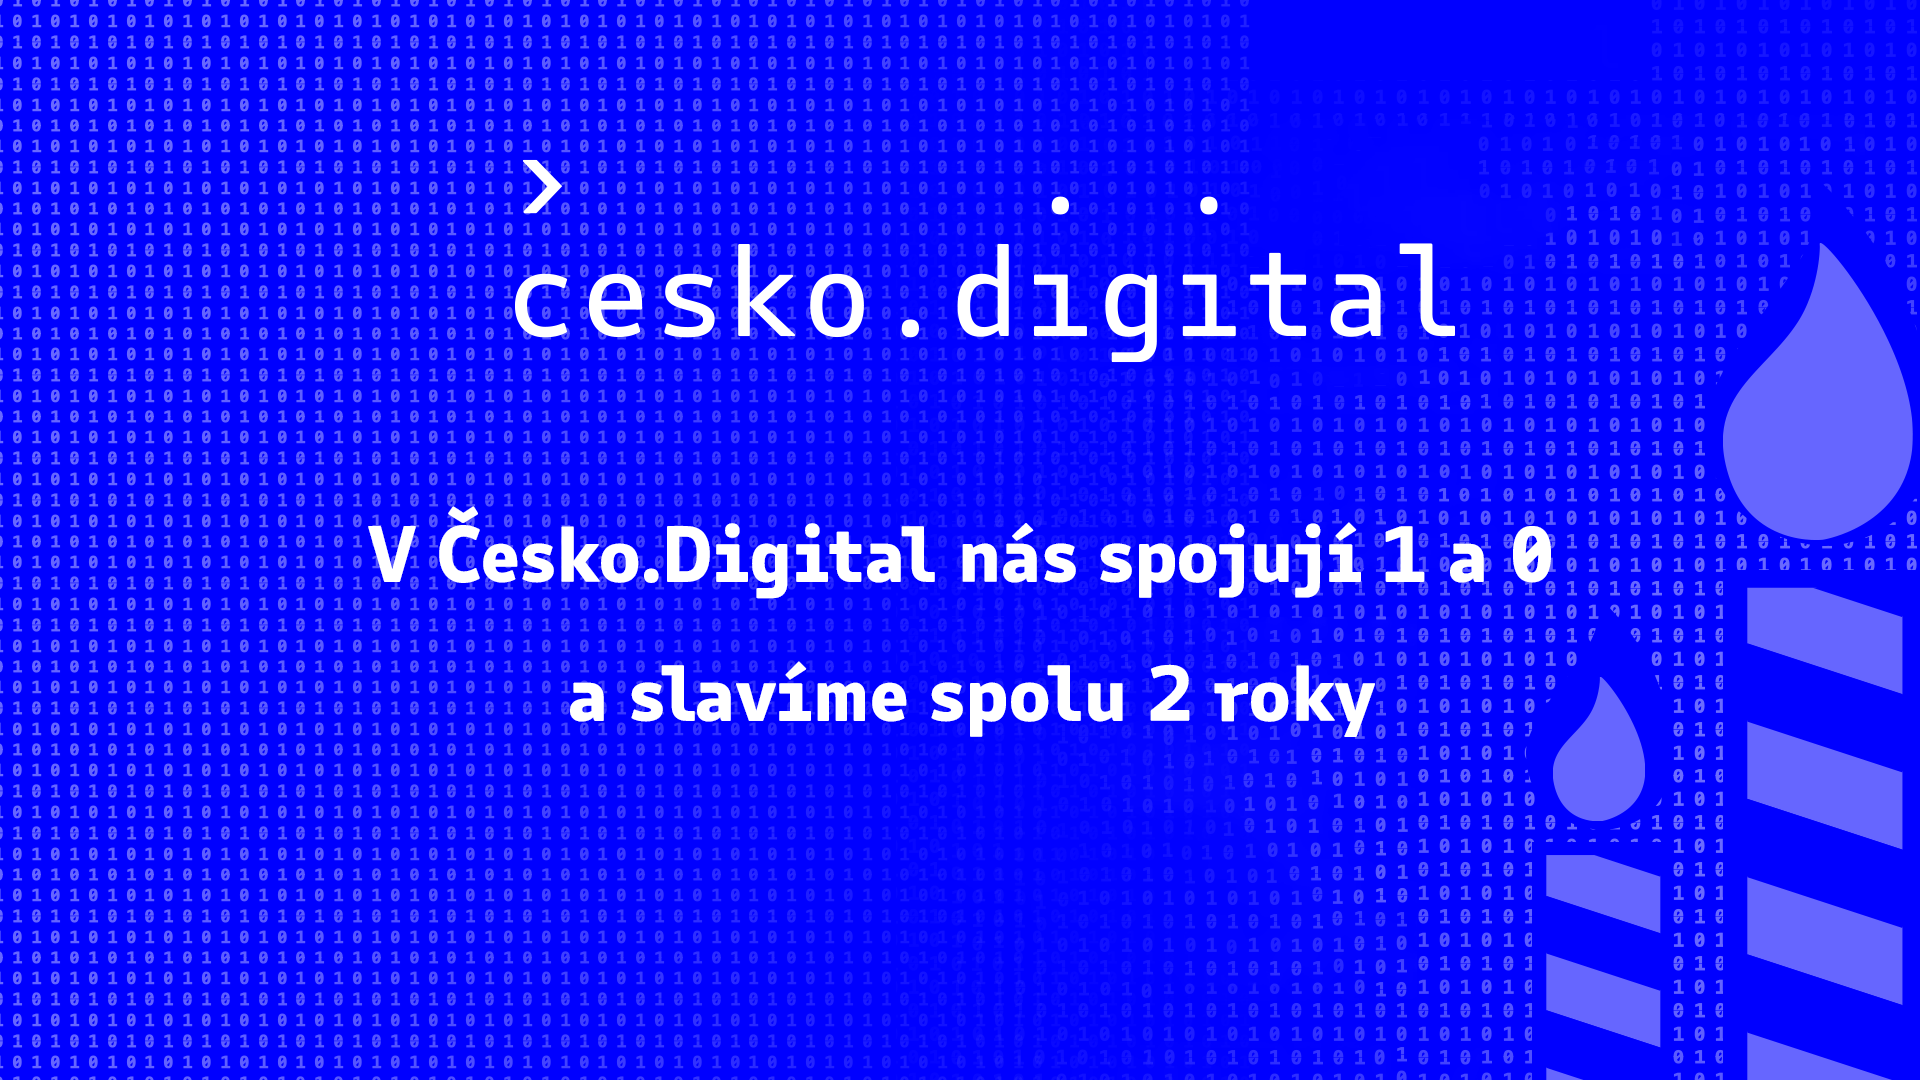 cesko.digital
V Česko.Digital nás spojují 1 a 0
a slavíme spolu 2 roky